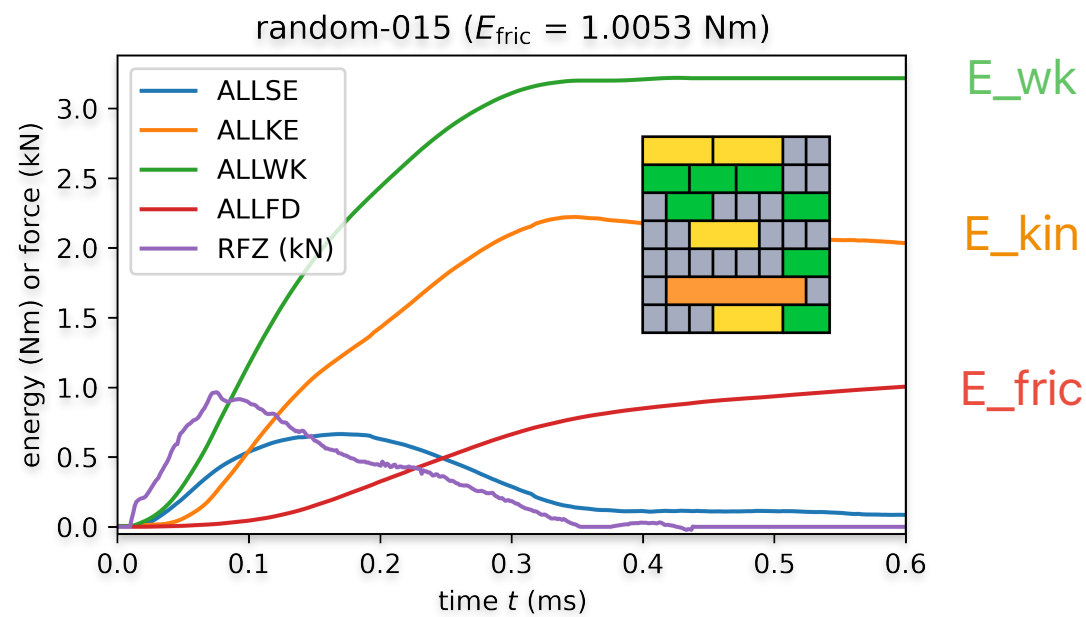 random-015 (E_fric = 1.0053 Nm)
ALLSE
ALLKE
ALLWK
ALLFD
RFZ (kN)
energy (Nm) or force (kN)
3.0
2.5
2.0
1.5
1.0
0.5
0.0
0.0 0.1 0.2 0.3 0.4 0.5 0.6
time t (ms)
E_wk
E_kin
E_fric